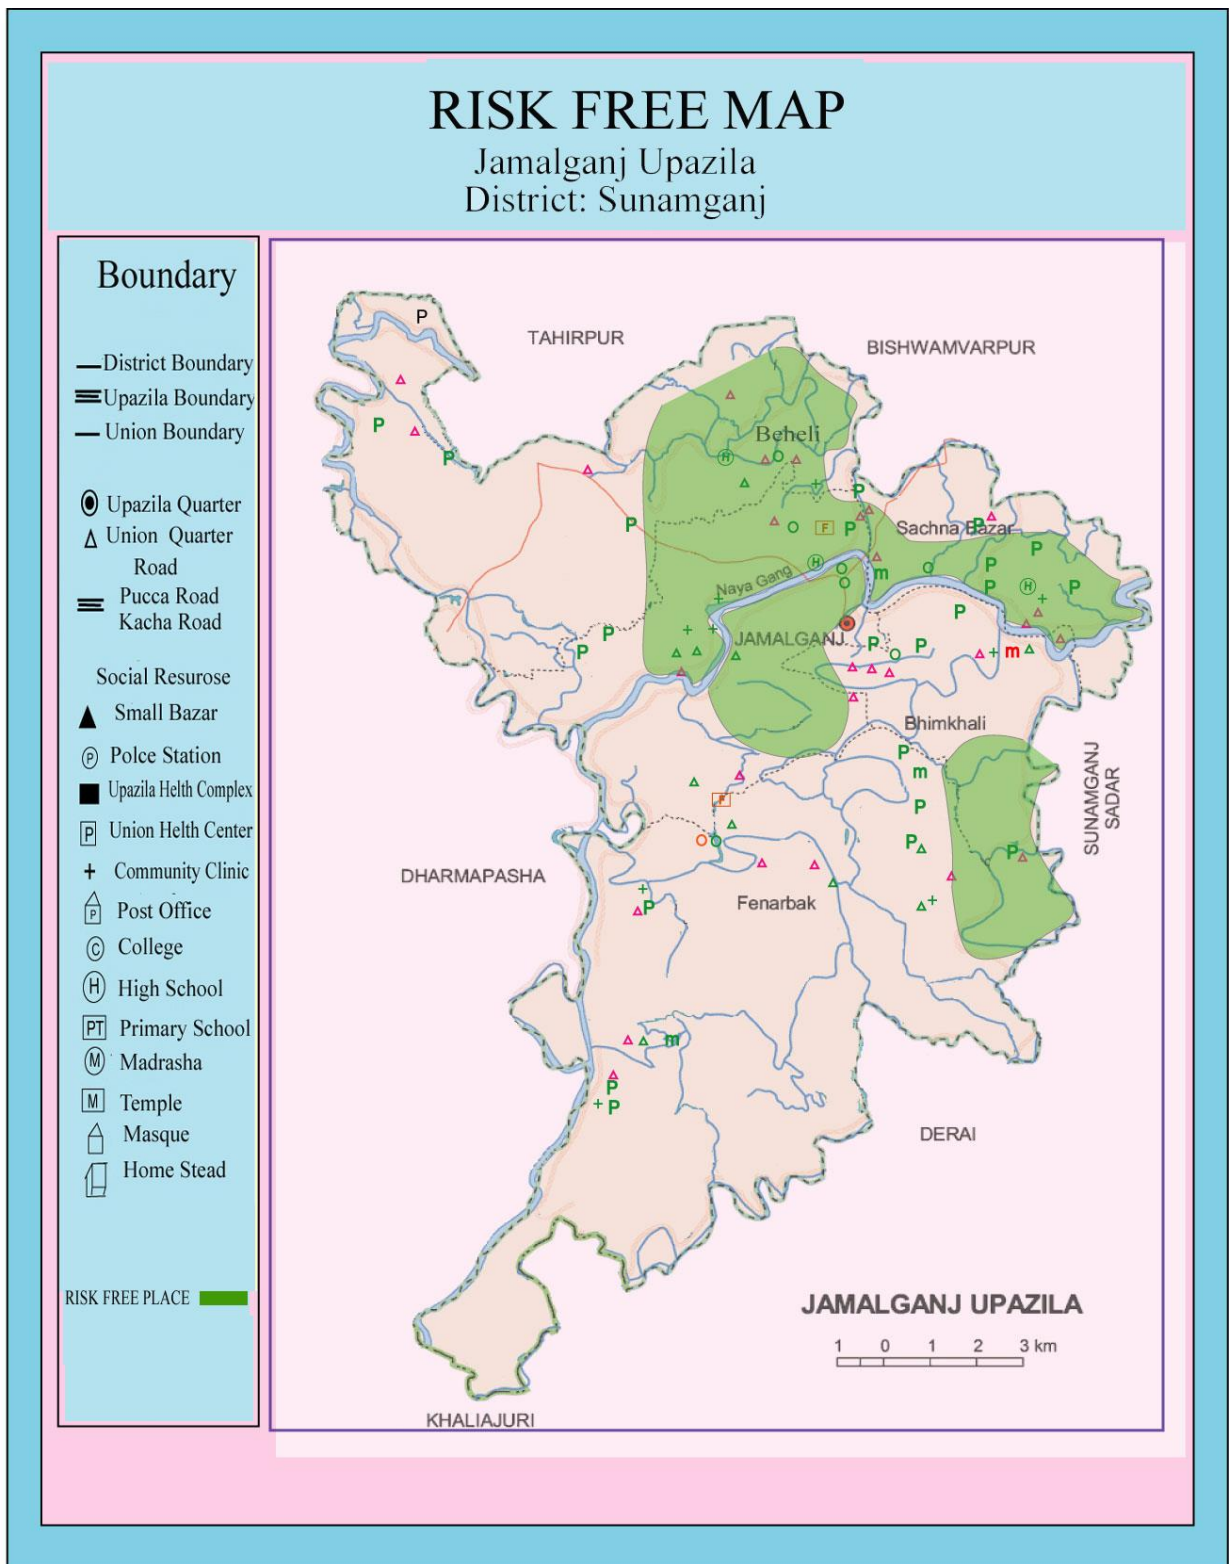 RISK FREE MAP
Jamalganj Upazila
District: Sunamganj
Boundary
District Boundary
Upazila Boundary
Union Boundary
Upazila Quarter
Union Quarter
Road
Pucca Road
Kacha Road
Social Resurose
Small Bazar
P Polce Station
Upazila Helth Complex
P Union Helth Center
Community Clinic
P Post Office
C College
H High School
PT Primary School
M Madrasha
M Temple
Masque
Home Stead
RISK FREE PLACE
P
TAHIRPUR
BISHWAMVARPUR
P
P
Beheli
H
P
P
F
P
Sachna Bazar
P
P
H
m
P
P
H
P
Naya Gang
P
P
P
JAMALGANJ
P
P
m
Bhimkhali
P
m
F
P
SUNAMGANJ
SADAR
P
P
DHARMAPASHA
P
Fenarbak
m
P
P
DERAI
JAMALGANJ UPAZILA
1 0 1 2 3 km
KHALIAJURI